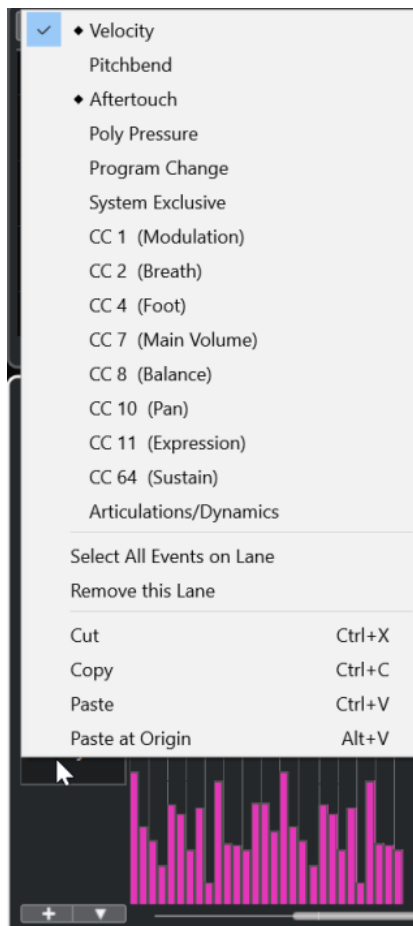 ◆ Velocity
Pitchbend
◆ Aftertouch
Poly Pressure
Program Change
System Exclusive
CC 1 (Modulation)
CC 2 (Breath)
CC 4 (Foot)
CC 7 (Main Volume)
CC 8 (Balance)
CC 10 (Pan)
CC 11 (Expression)
CC 64 (Sustain)
Articulations/Dynamics
Select All Events on Lane
Remove this Lane
Cut Ctrl+X
Copy Ctrl+C
Paste Ctrl+V
Paste at Origin Alt+V